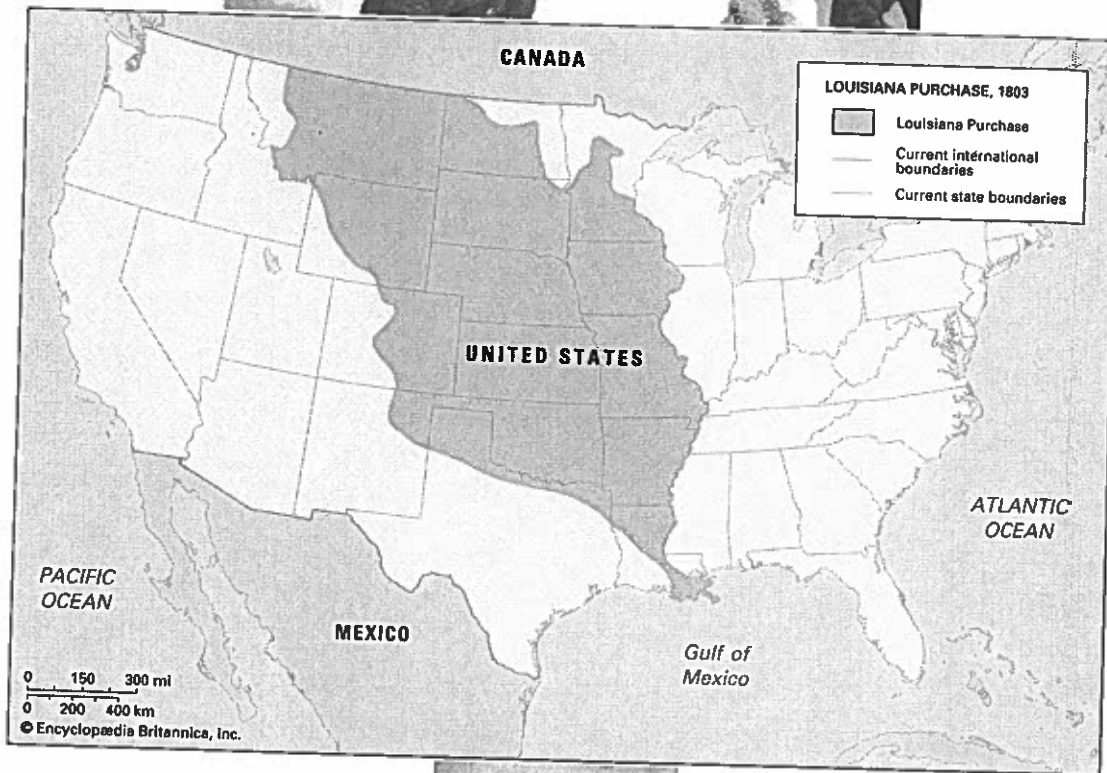 CANADA
LOUISIANA PURCHASE, 1803
Louisiana Purchase
Current international
boundaries
Current state boundaries
UNITED STATES
ATLANTIC
OCEAN
PACIFIC
OCEAN
MEXICO
Gulf of
Mexico
0 150 300 mi
0 200 400 km
© Encyclopædia Britannica, Inc.